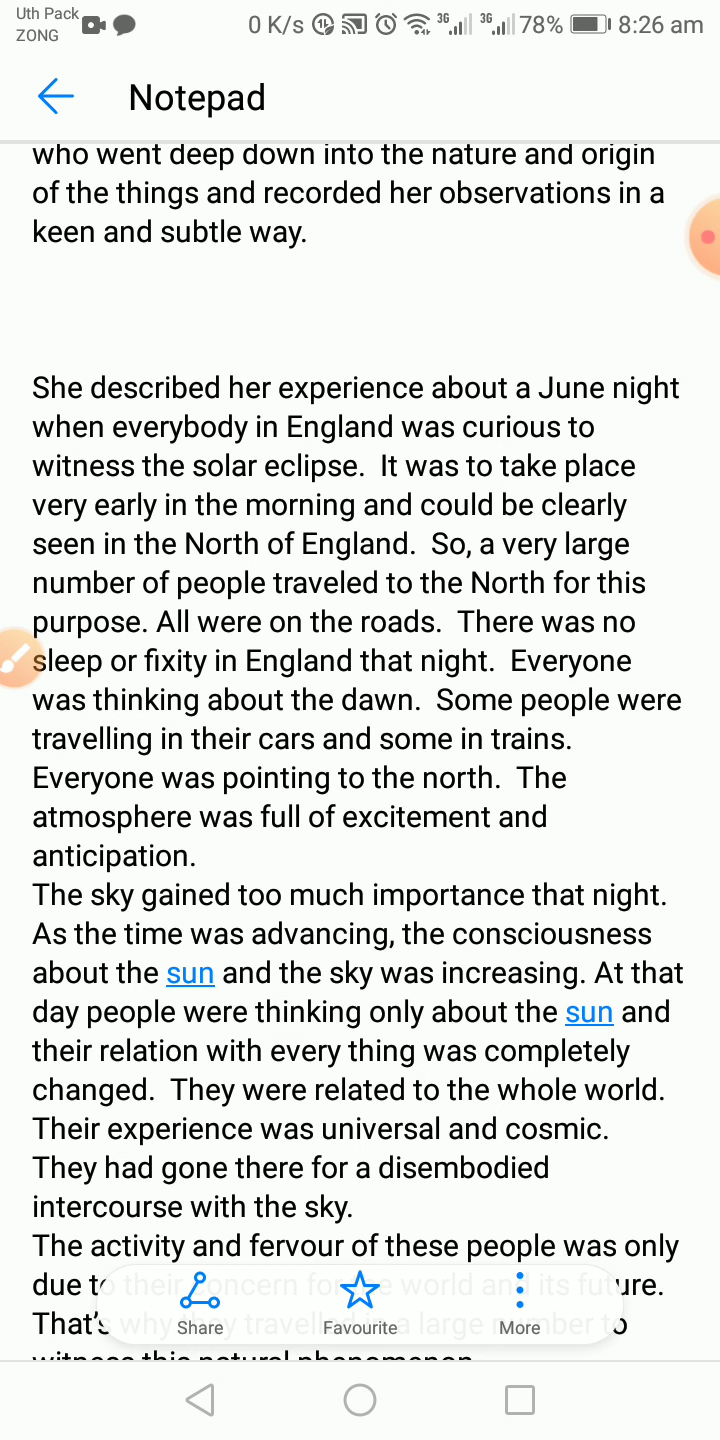 Uth Pack
ZONG
0 K/s 3G 3G 78% 8:26 am
Notepad
who went deep down into the nature and origin
of the things and recorded her observations in a
keen and subtle way.
She described her experience about a June night
when everybody in England was curious to
witness the solar eclipse.  It was to take place
very early in the morning and could be clearly
seen in the North of England.  So, a very large
number of people traveled to the North for this
purpose. All were on the roads.  There was no
sleep or fixity in England that night.  Everyone
was thinking about the dawn.  Some people were
travelling in their cars and some in trains.
Everyone was pointing to the north.  The
atmosphere was full of excitement and
anticipation.
The sky gained too much importance that night.
As the time was advancing, the consciousness
about the sun and the sky was increasing. At that
day people were thinking only about the sun and
their relation with every thing was completely
changed.  They were related to the whole world.
Their experience was universal and cosmic.
They had gone there for a disembodied
intercourse with the sky.
The activity and fervour of these people was only
due to their concern for the world and its future.
That's why they travelled in a large number to
witness this natural phenomenon
Share
Favourite
More